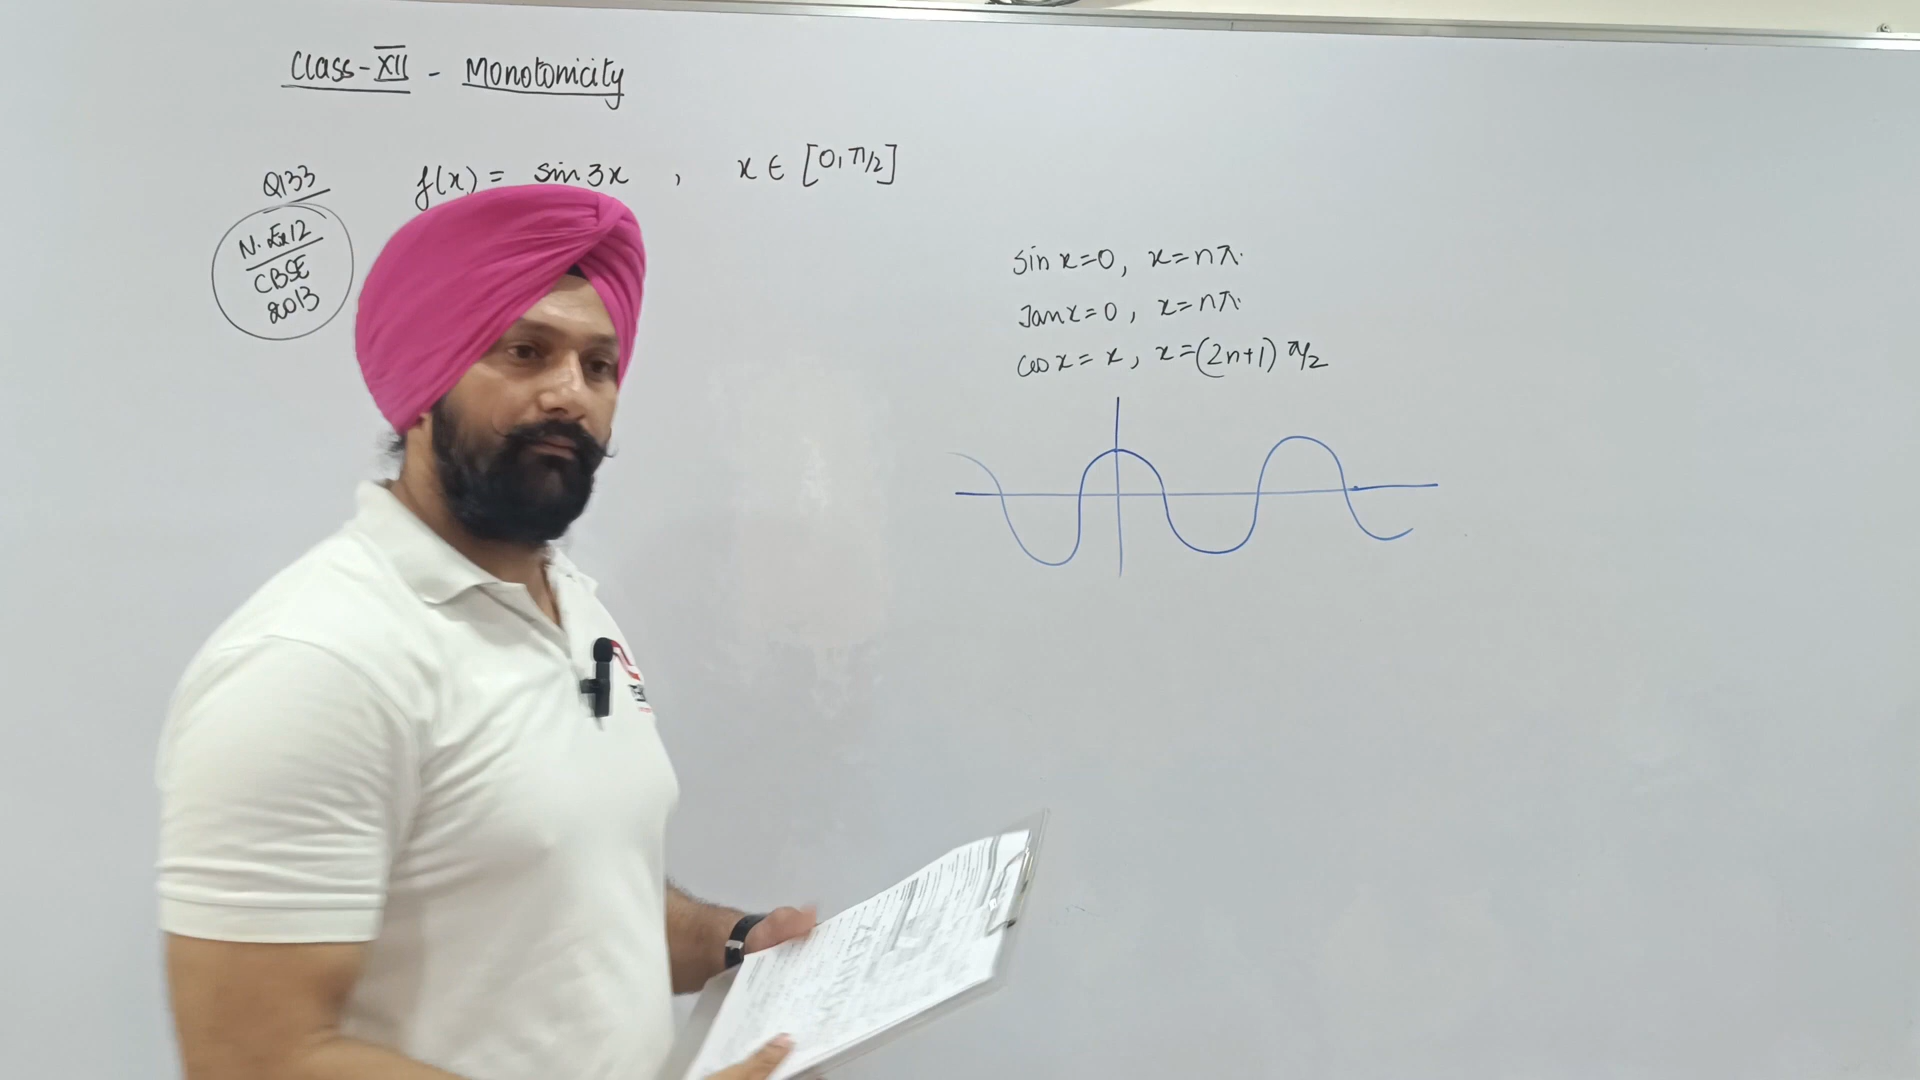 Class-XII - Monotonicity
Q133 f(x) = sin 3x , x ∈ [0, π/2]
N. Ex12
CBSE
2013
sin x=0, x=nπ.
Tan x=0, x=nπ.
cos x = x, x=(2n+1) π/2